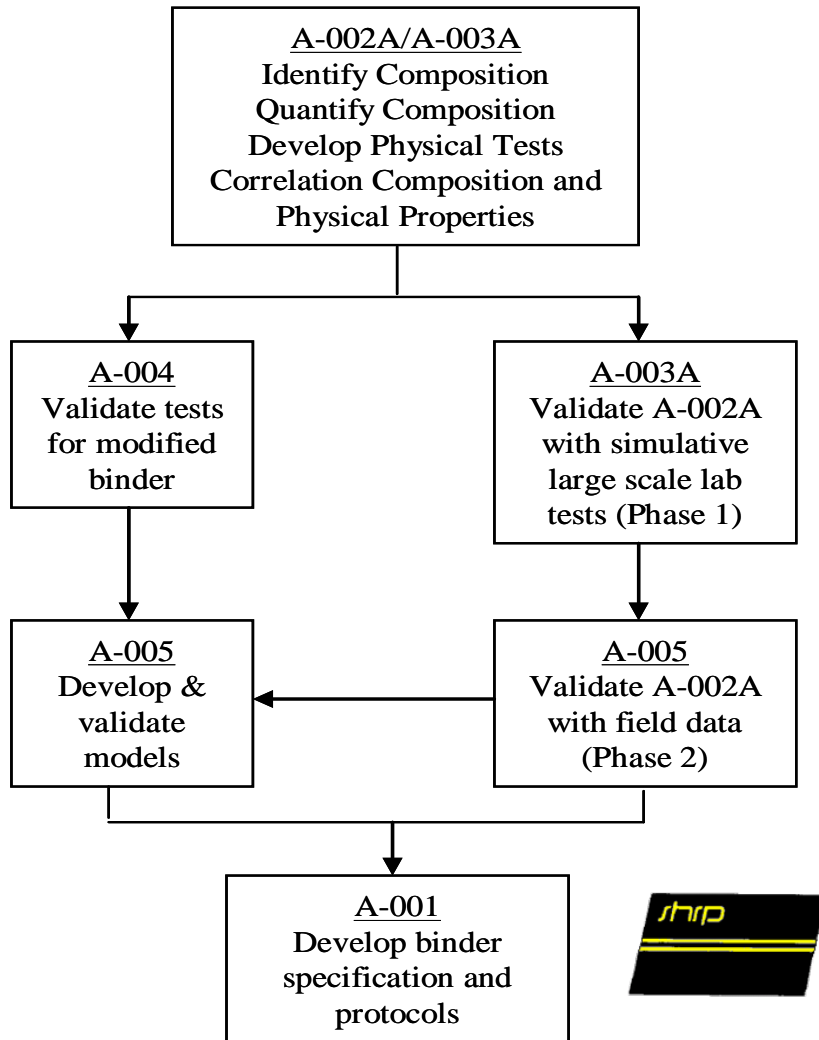 A-002A/A-003A
Identify Composition
Quantify Composition
Develop Physical Tests
Correlation Composition and
Physical Properties
A-004
Validate tests
for modified
binder
A-003A
Validate A-002A
with simulative
large scale lab
tests (Phase 1)
A-005
Develop &
validate
models
A-005
Validate A-002A
with field data
(Phase 2)
A-001
Develop binder
specification and
protocols
shrp